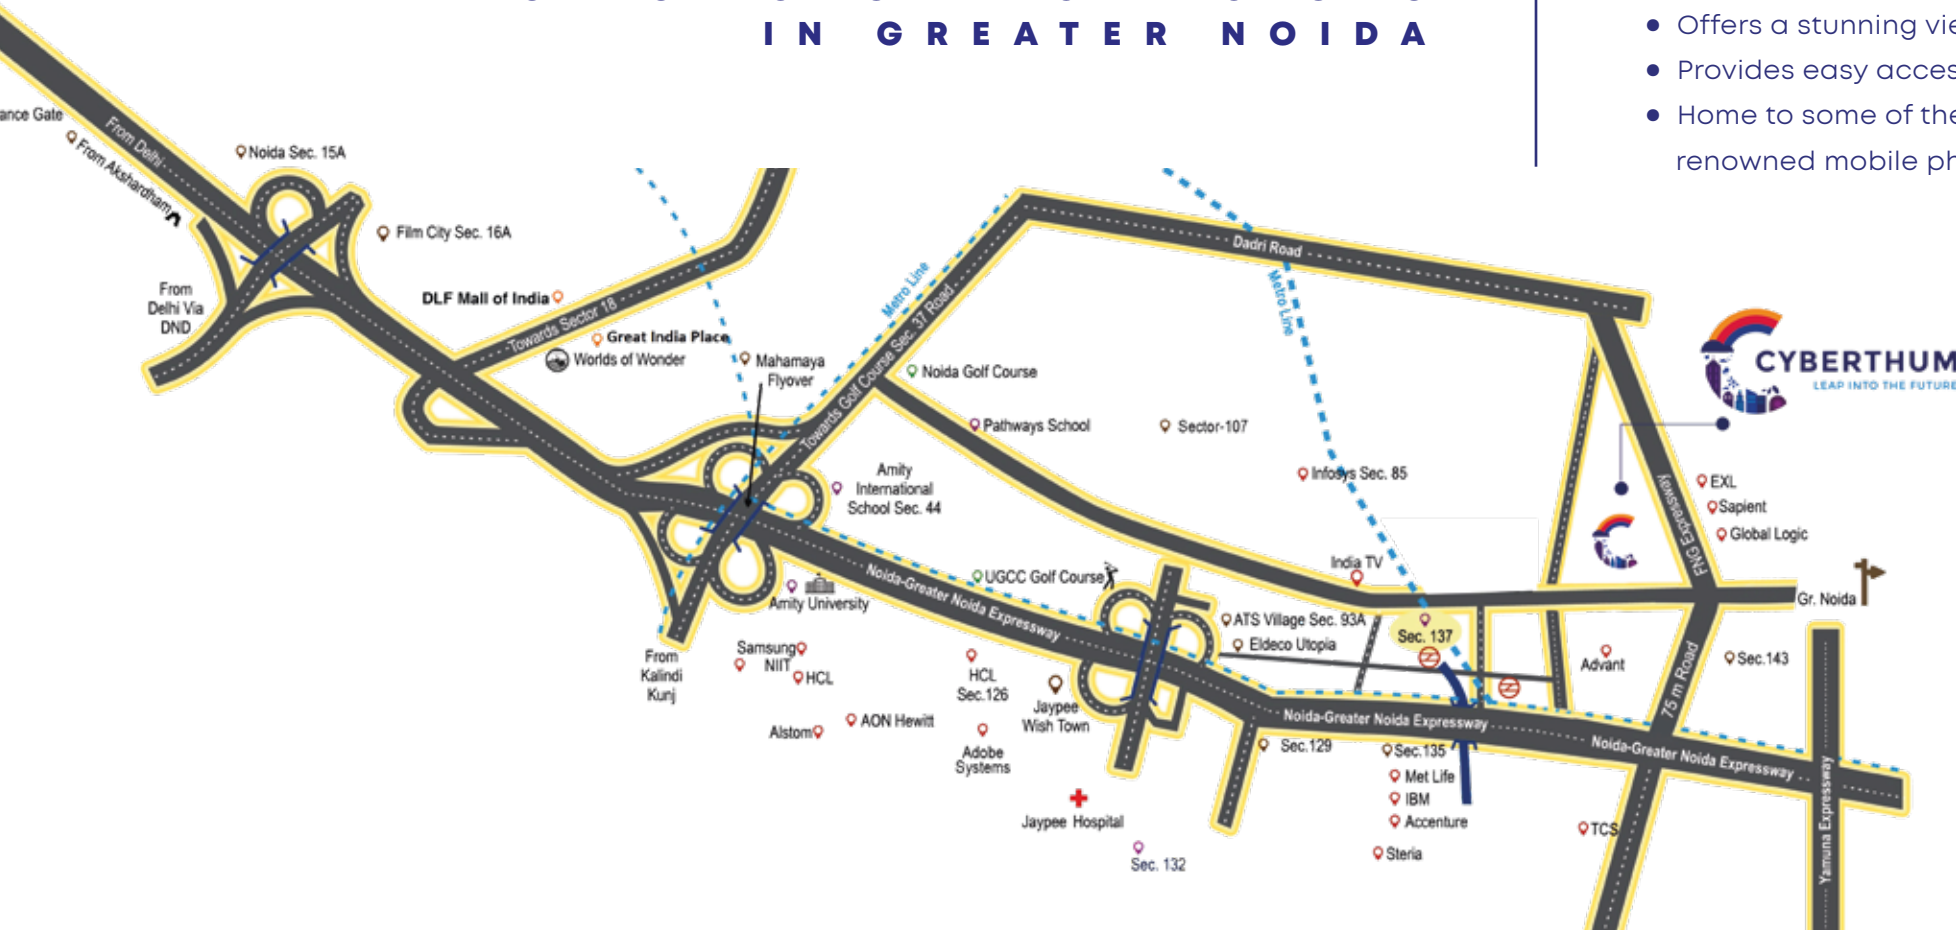 IN GREATER NOIDA
Offers a stunning
Provides easy
Home to some of the
renowned mobile
Gate
From Delhi
From Akshardham
Noida Sec. 15A
Film City Sec. 16A
From
Delhi Via
DND
DLF Mall of India
Towards Sector 18
Great India Place
Worlds of Wonder
Mahamaya
Flyover
Metro Line
Towards Golf Course Sec. 37 Road
Dadri Road
Metro Line
CYBERTHUM
LEAP INTO THE FUTURE
Noida Golf Course
Pathways School
Sector-107
Infosys Sec. 85
Amity
International
School Sec. 44
FNG Expressway
EXL
Sapient
Global Logic
India TV
UGCC Golf Course
Noida-Greater Noida Expressway
Amity University
Gr. Noida
ATS Village Sec. 93A
Eldeco Utopia
Sec. 137
Advant
Sec.143
75 m Road
From
Kalindi
Kunj
Samsung
NIIT
HCL
HCL
Sec.126
Jaypee
Wish Town
Alstom
AON Hewitt
Adobe
Systems
Noida-Greater Noida Expressway
Noida-Greater Noida Expressway
Sec.129
Sec.135
Met Life
IBM
Accenture
Steria
TCS
Yamuna Expressway
Jaypee Hospital
Sec. 132